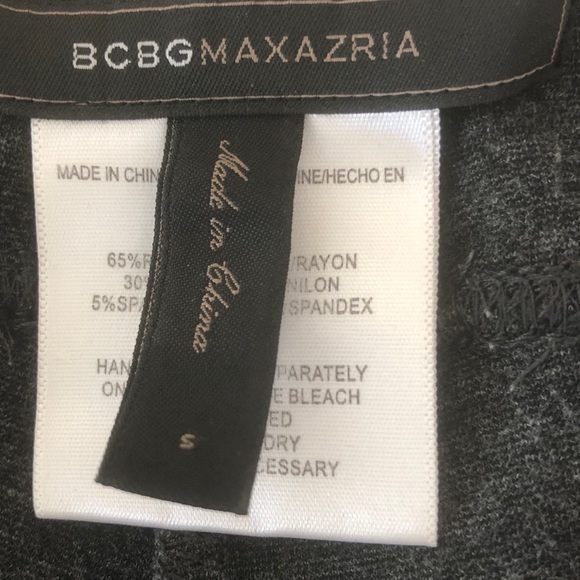 BCBGMAXAZRIA
MADE IN CHIN INE/HECHO EN
Made in China
65%R /RAYON
30% NILON
5%SPA SPANDEX
HAN PARATELY
ON E BLEACH
ED
DRY
CESSARY
S